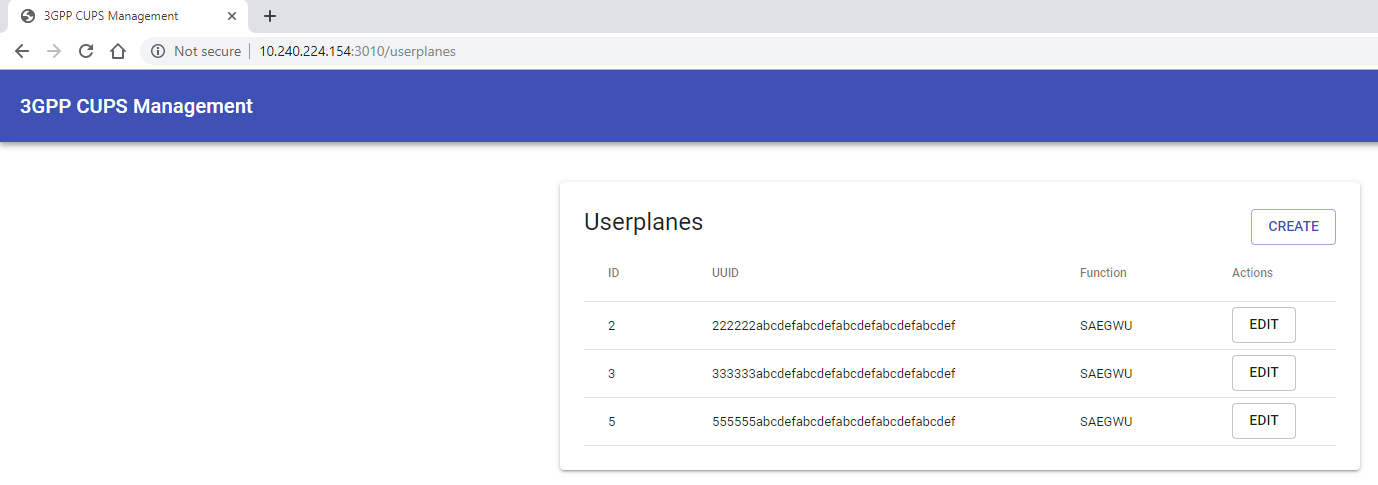 3GPP CUPS Management
Not secure 10.240.224.154:3010/userplanes
3GPP CUPS Management
Userplanes
CREATE
ID UUID Function Actions
2 222222abcdefabcdefabcdefabcdefabcdef SAEGWU EDIT
3 333333abcdefabcdefabcdefabcdefabcdef SAEGWU EDIT
5 555555abcdefabcdefabcdefabcdefabcdef SAEGWU EDIT